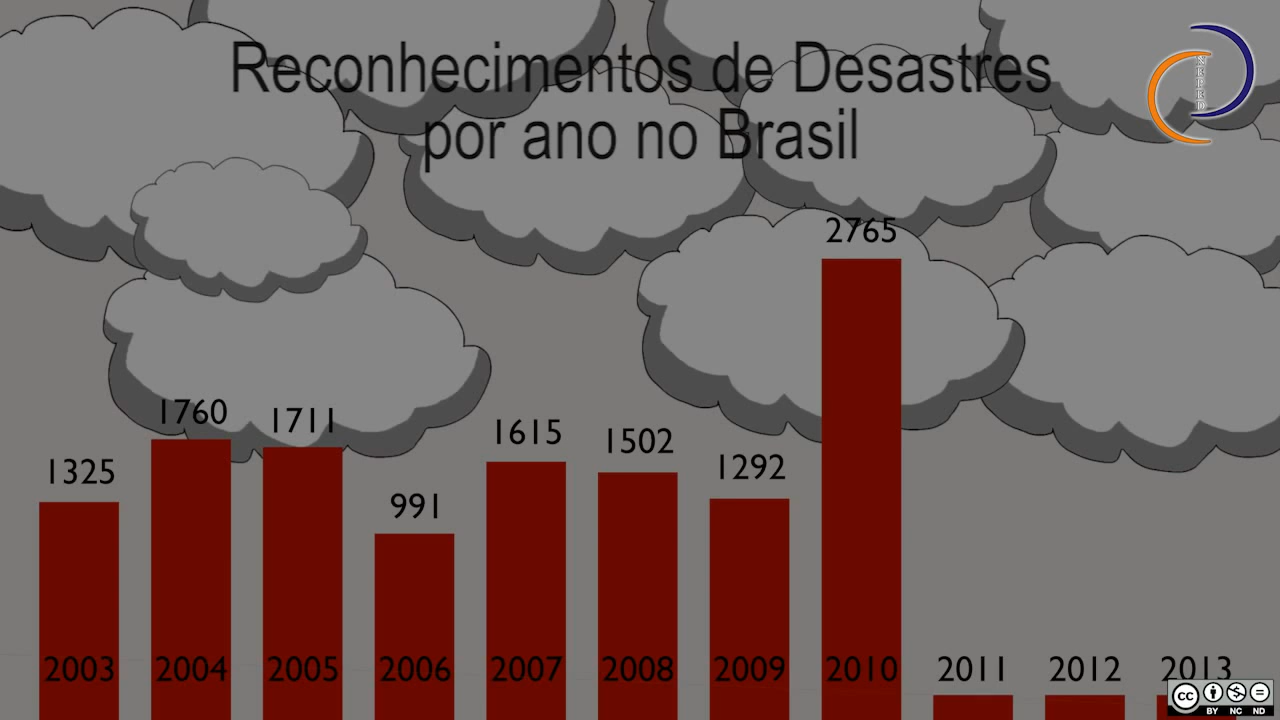 Reconhecimentos de Desastres
por ano no Brasil
2765
1760
1711
1615
1502
1325
1292
991
2003 2004 2005 2006 2007 2008 2009 2010 2011 2012 2013
cc
BY NC ND